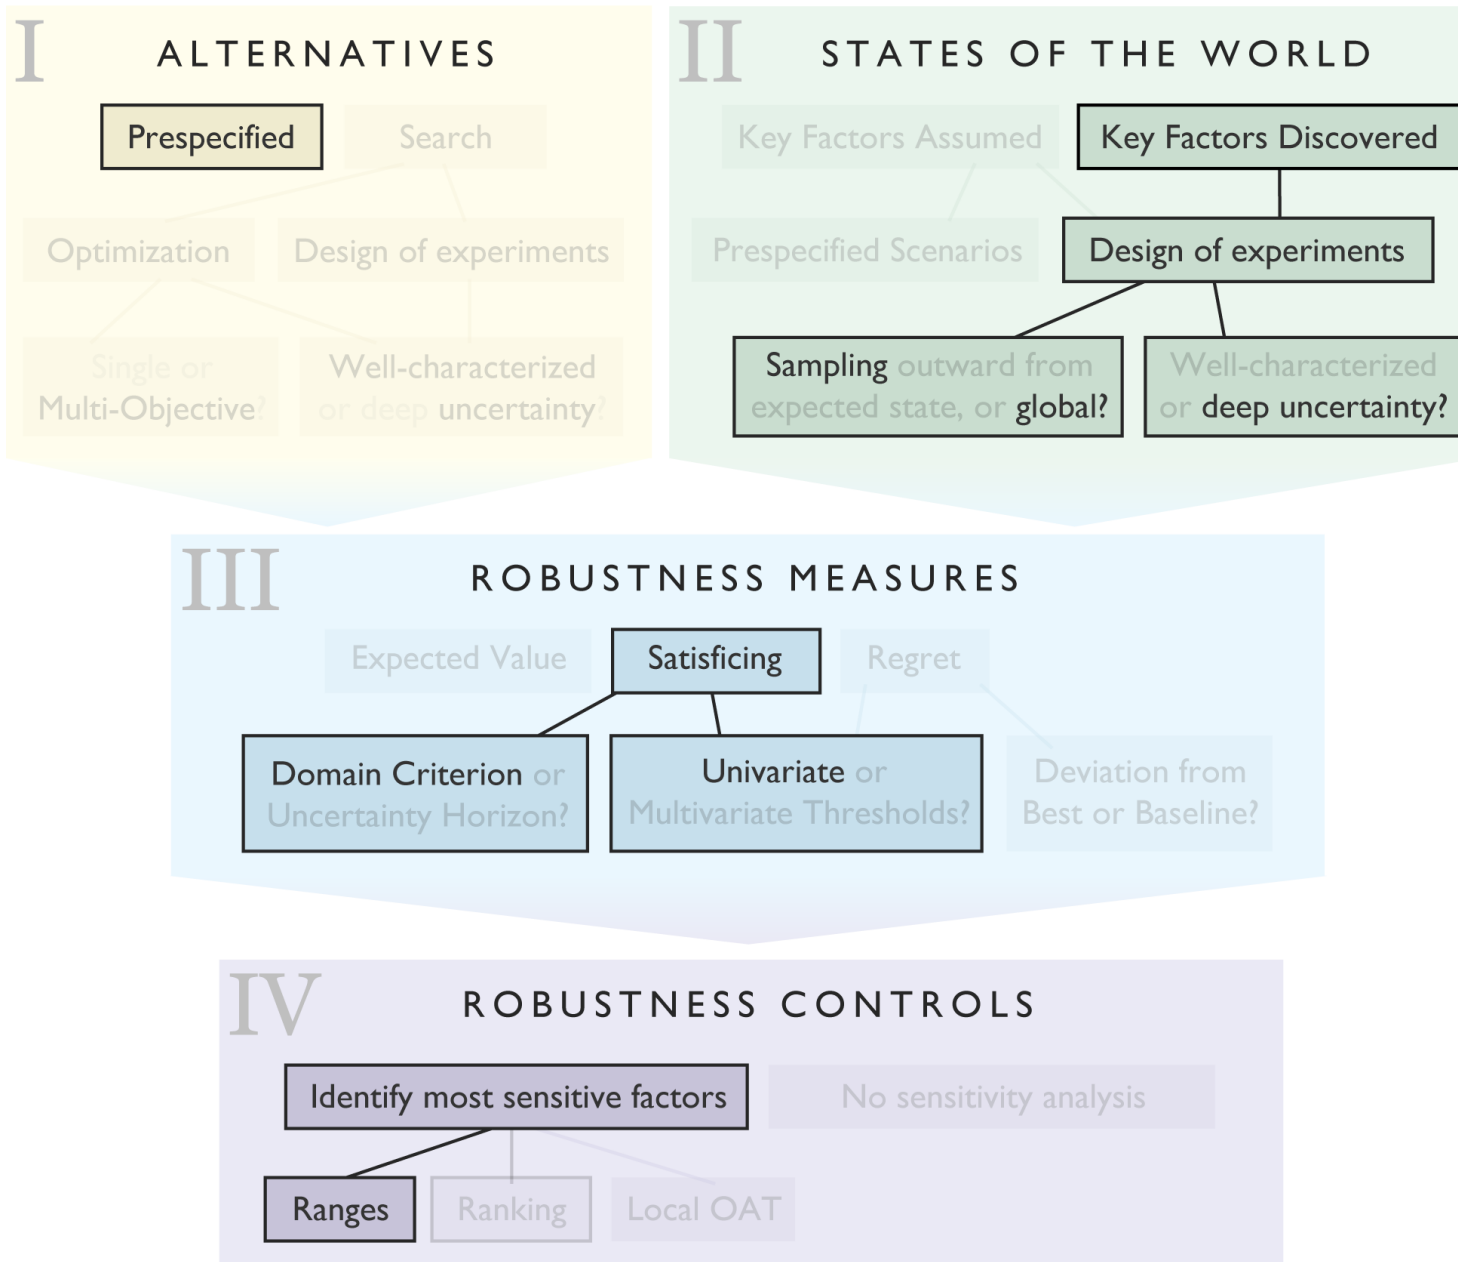 I
ALTERNATIVES
Prespecified
Search
Optimization
Design of experiments
Single or
Multi-Objective?
Well-characterized
or deep uncertainty?
II
STATES OF THE WORLD
Key Factors Assumed
Key Factors Discovered
Prespecified Scenarios
Design of experiments
Sampling outward from
expected state, or global?
Well-characterized
or deep uncertainty?
III
ROBUSTNESS MEASURES
Expected Value
Satisficing
Regret
Domain Criterion or
Uncertainty Horizon?
Univariate or
Multivariate Thresholds?
Deviation from
Best or Baseline?
IV
ROBUSTNESS CONTROLS
Identify most sensitive factors
No sensitivity analysis
Ranges
Ranking
Local OAT